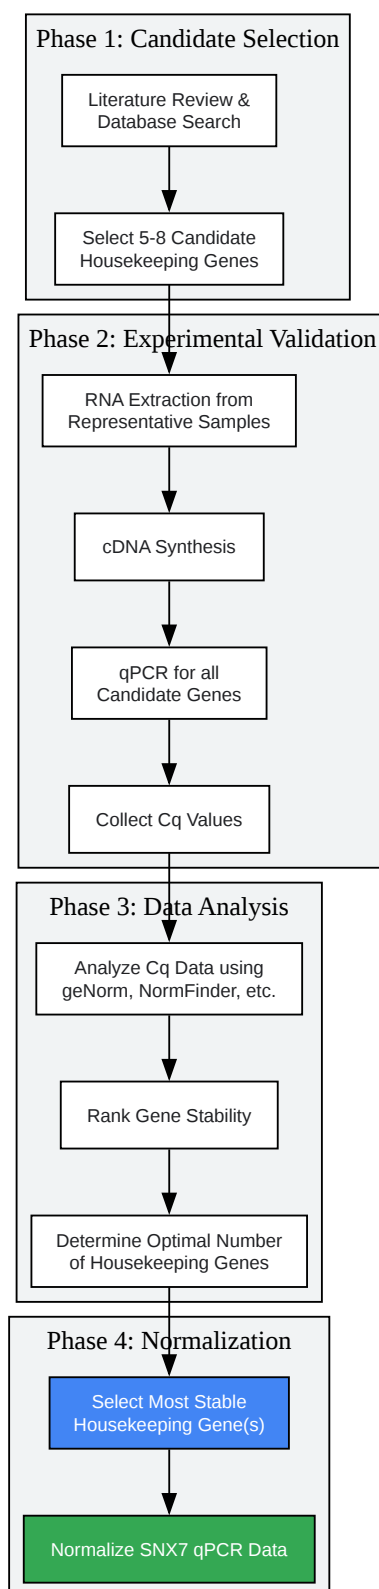 Phase 1: Candidate Selection
Literature Review &
Database Search
Select 5-8 Candidate
Housekeeping Genes
Phase 2: Experimental Validation
RNA Extraction from
Representative Samples
cDNA Synthesis
qPCR for all
Candidate Genes
Collect Cq Values
Phase 3: Data Analysis
Analyze Cq Data using
geNorm, NormFinder, etc.
Rank Gene Stability
Determine Optimal Number
of Housekeeping Genes
Phase 4: Normalization
Select Most Stable
Housekeeping Gene(s)
Normalize SNX7 qPCR Data